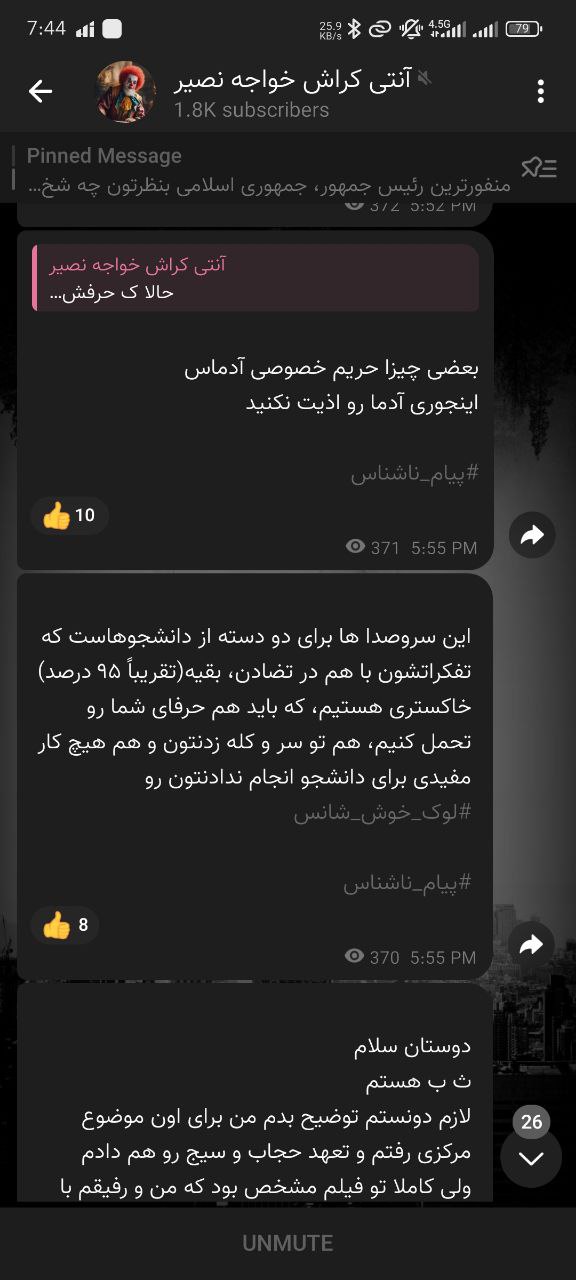 7:44
25.9 KB/s
4.5G
79
آنتی کراش خواجه نصیر
1.8K subscribers
Pinned Message
منفورترین رئیس جمهور، جمهوری اسلامی بنظرتون چه شخ...
372 5:52 PM
آنتی کراش خواجه نصیر
حالا ک حرفش...
بعضی چیزا حریم خصوصی آدماس
اینجوری آدما رو اذیت نکنید
#پیام_ناشناس
👍 10
371 5:55 PM
این سروصدا ها برای دو دسته از دانشجوهاست که
تفکراتشون با هم در تضادن، بقیه(تقریباً ۹۵ درصد)
خاکستری هستیم، که باید هم حرفای شما رو
تحمل کنیم، هم تو سر و کله زدنتون و هم هیچ کار
مفیدی برای دانشجو انجام ندادنتون رو
#لوک_خوش_شانس
#پیام_ناشناس
👍 8
370 5:55 PM
دوستان سلام
ث ب هستم
لازم دونستم توضیح بدم من برای اون موضوع
مرکزی رفتم و تعهد حجاب و سیج رو هم دادم
ولی کاملا تو فیلم مشخص بود که من و رفیقم با
26
UNMUTE